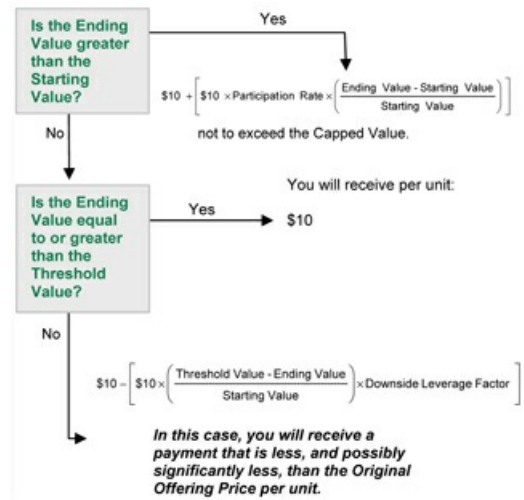 Is the Ending
Value greater
than the
Starting
Value?
Yes
$10 + [$10 × Participation Rate × (Ending Value - Starting Value / Starting Value)]
not to exceed the Capped Value.
No
You will receive per unit:
Is the Ending
Value equal
to or greater
than the
Threshold
Value?
Yes
$10
No
$10 – [$10 × (Threshold Value - Ending Value / Starting Value) × Downside Leverage Factor]
In this case, you will receive a
payment that is less, and possibly
significantly less, than the Original
Offering Price per unit.